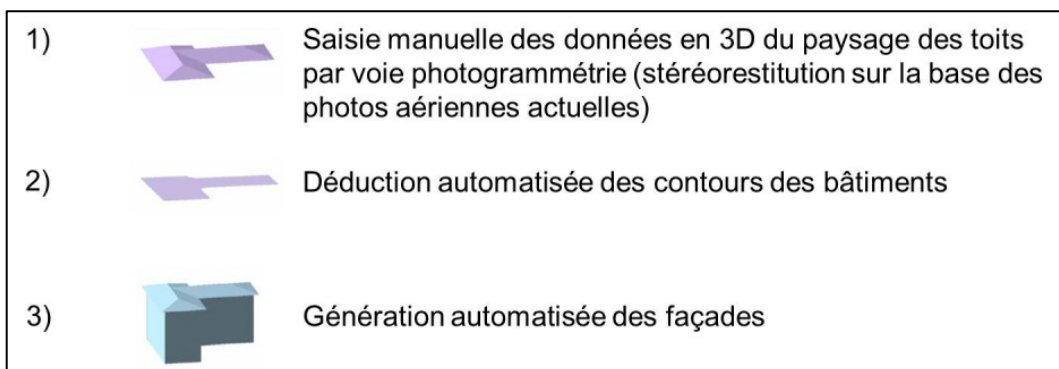 1) Saisie manuelle des données en 3D du paysage des toits
par voie photogrammétrie (stéréorestitution sur la base des
photos aériennes actuelles)
2) Déduction automatisée des contours des bâtiments
3) Génération automatisée des façades